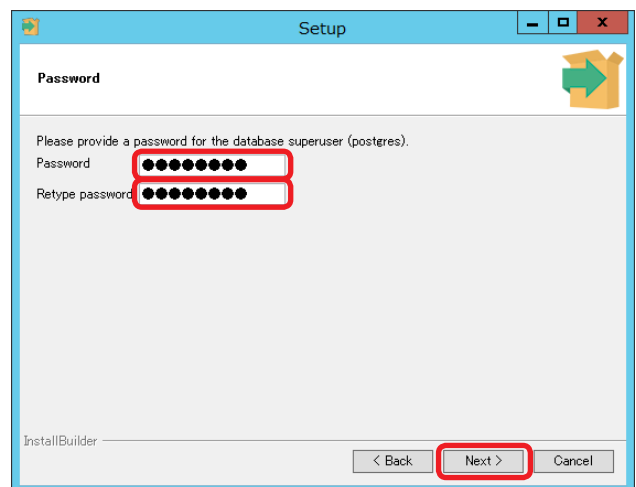 Setup
Password
Please provide a password for the database superuser (postgres).
Password ●●●●●●●●
Retype password ●●●●●●●●
InstallBuilder
< Back Next > Cancel